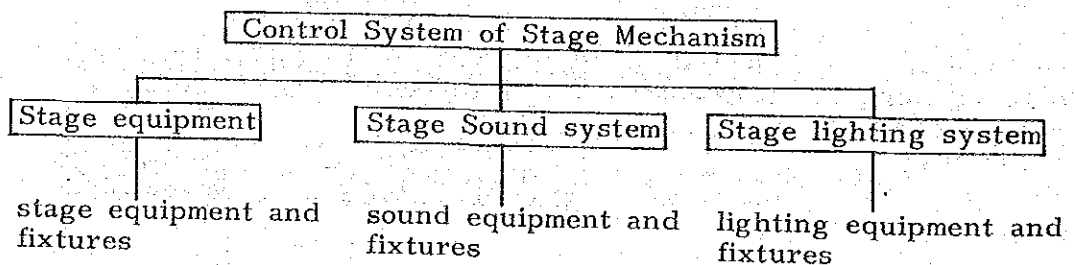 Control System of Stage Mechanism
Stage equipment
Stage Sound system
Stage lighting system
stage equipment and
fixtures
sound equipment and
fixtures
lighting equipment and
fixtures